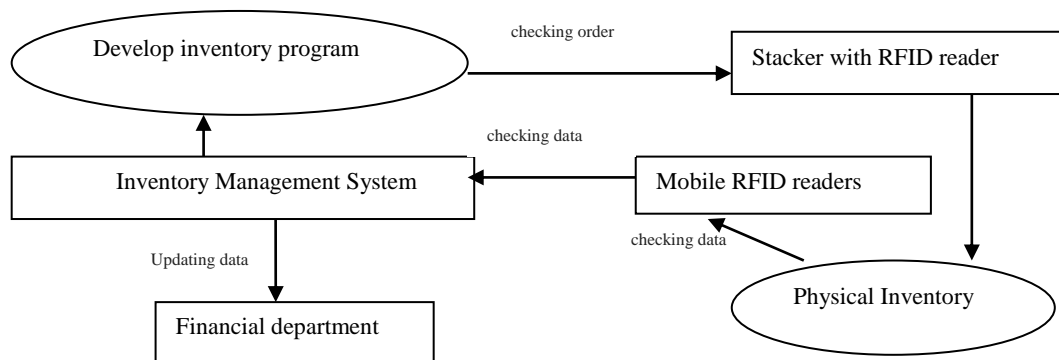 Develop inventory program
checking order
Stacker with RFID reader
checking data
Inventory Management System
Mobile RFID readers
checking data
Updating data
Physical Inventory
Financial department